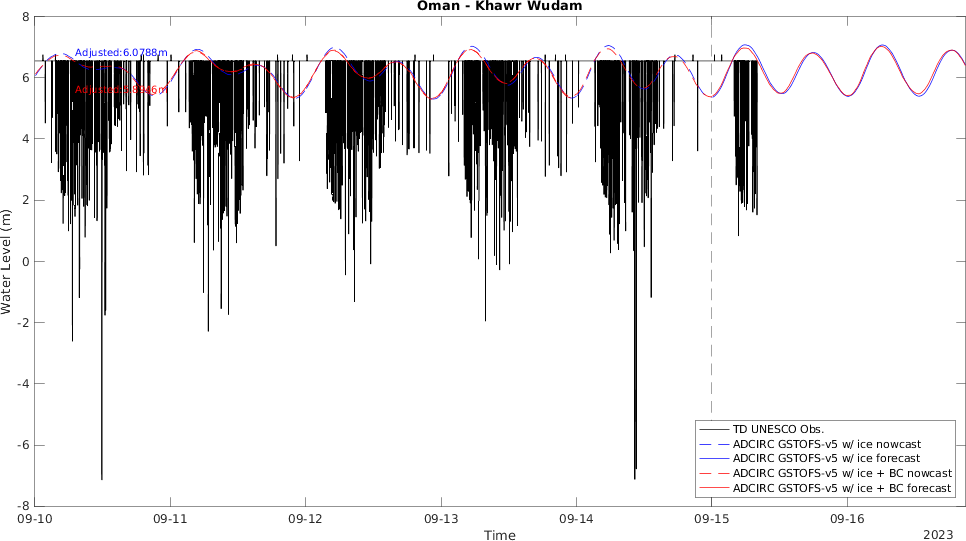 Oman - Khawr Wudam
8
6
4
2
0
-2
-4
-6
-8
Water Level (m)
Adjusted:6.0788m
TD UNESCO Obs.
ADCIRC GSTOFS-v5 w/ ice nowcast
ADCIRC GSTOFS-v5 w/ ice forecast
ADCIRC GSTOFS-v5 w/ ice + BC nowcast
ADCIRC GSTOFS-v5 w/ ice + BC forecast
09-10 09-11 09-12 09-13 09-14 09-15 09-16
Time
2023